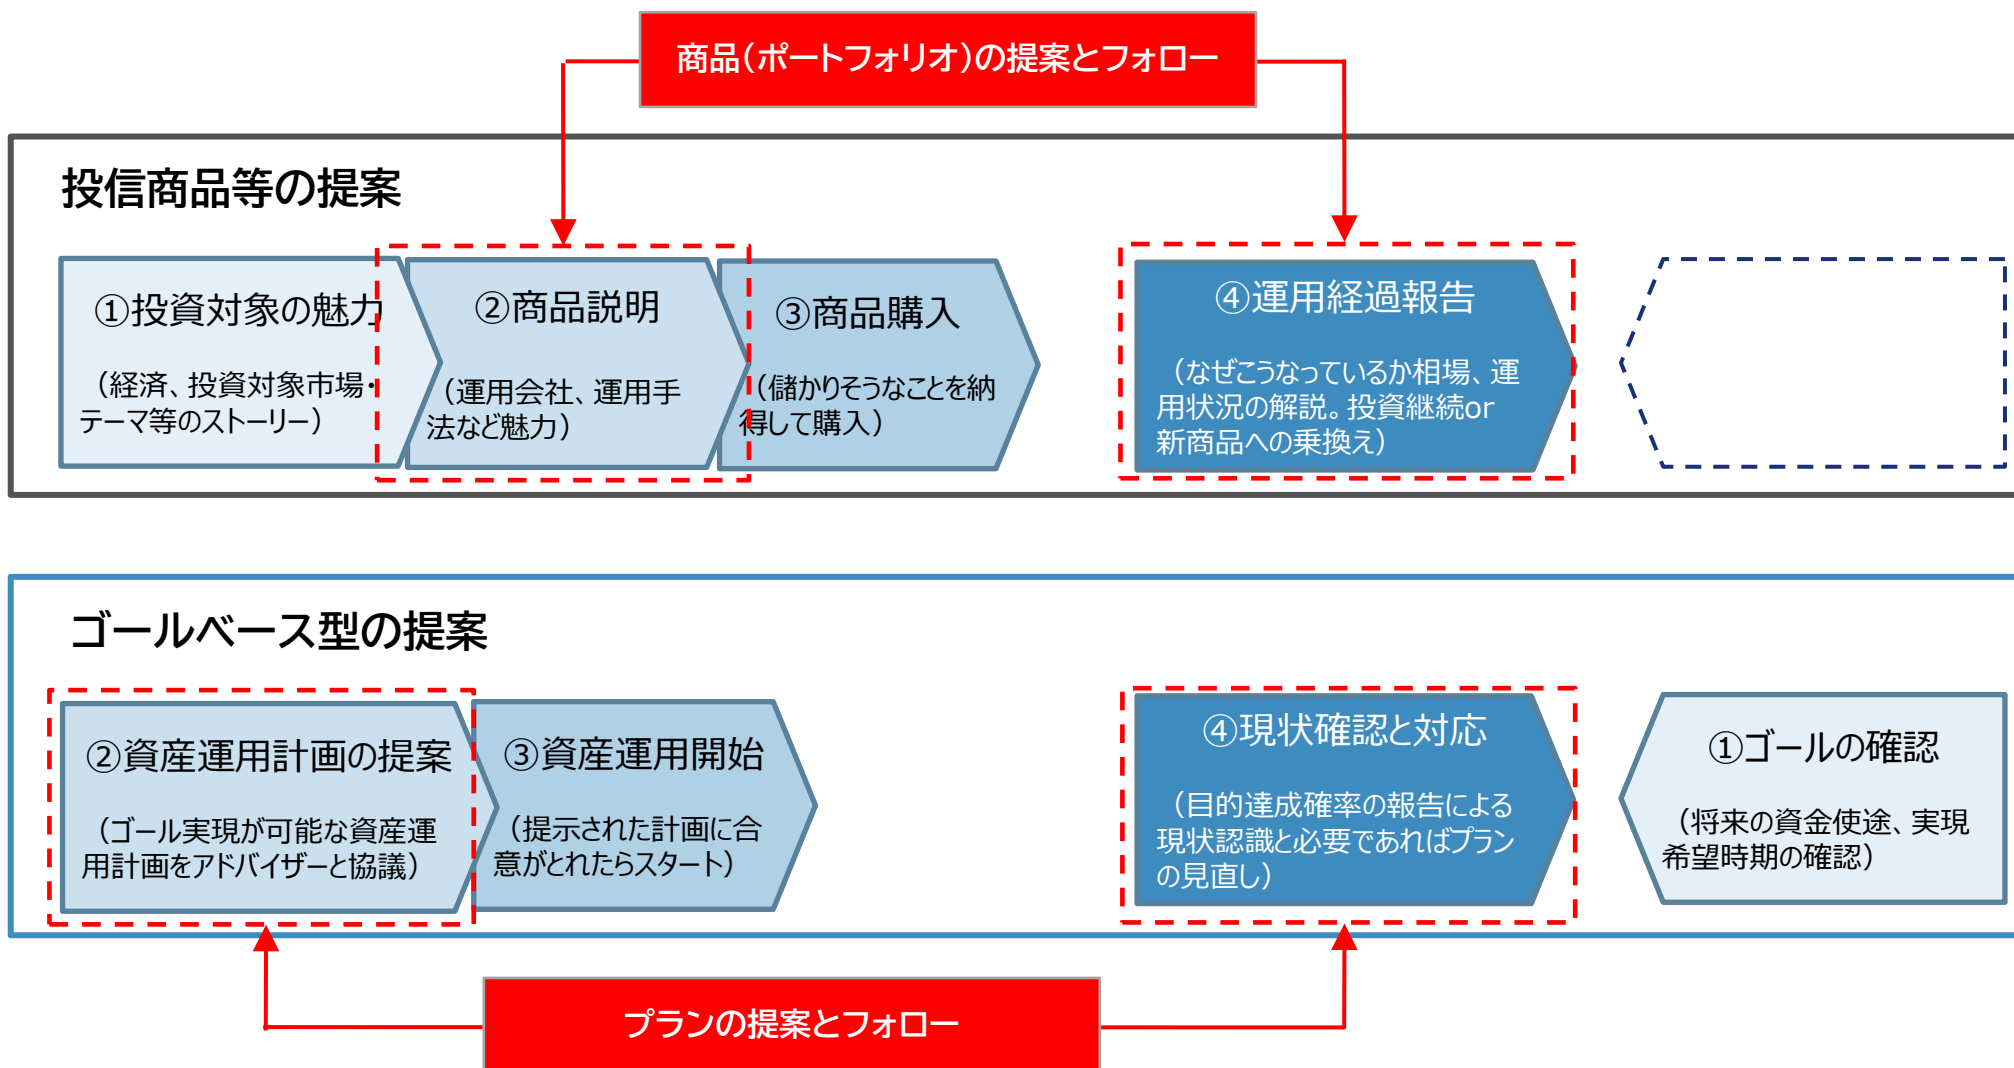 商品（ポートフォリオ）の提案とフォロー
投信商品等の提案
①投資対象の魅力
（経済、投資対象市場・
テーマ等のストーリー）
②商品説明
（運用会社、運用手
法など魅力）
③商品購入
（儲かりそうなことを納
得して購入）
④運用経過報告
（なぜこうなっているか相場、運
用状況の解説。投資継続or
新商品への乗換え）
ゴールベース型の提案
②資産運用計画の提案
（ゴール実現が可能な資産運
用計画をアドバイザーと協議）
③資産運用開始
（提示された計画に合
意がとれたらスタート）
④現状確認と対応
（目的達成確率の報告による
現状認識と必要であればプラン
の見直し）
①ゴールの確認
（将来の資金使途、実現
希望時期の確認）
プランの提案とフォロー